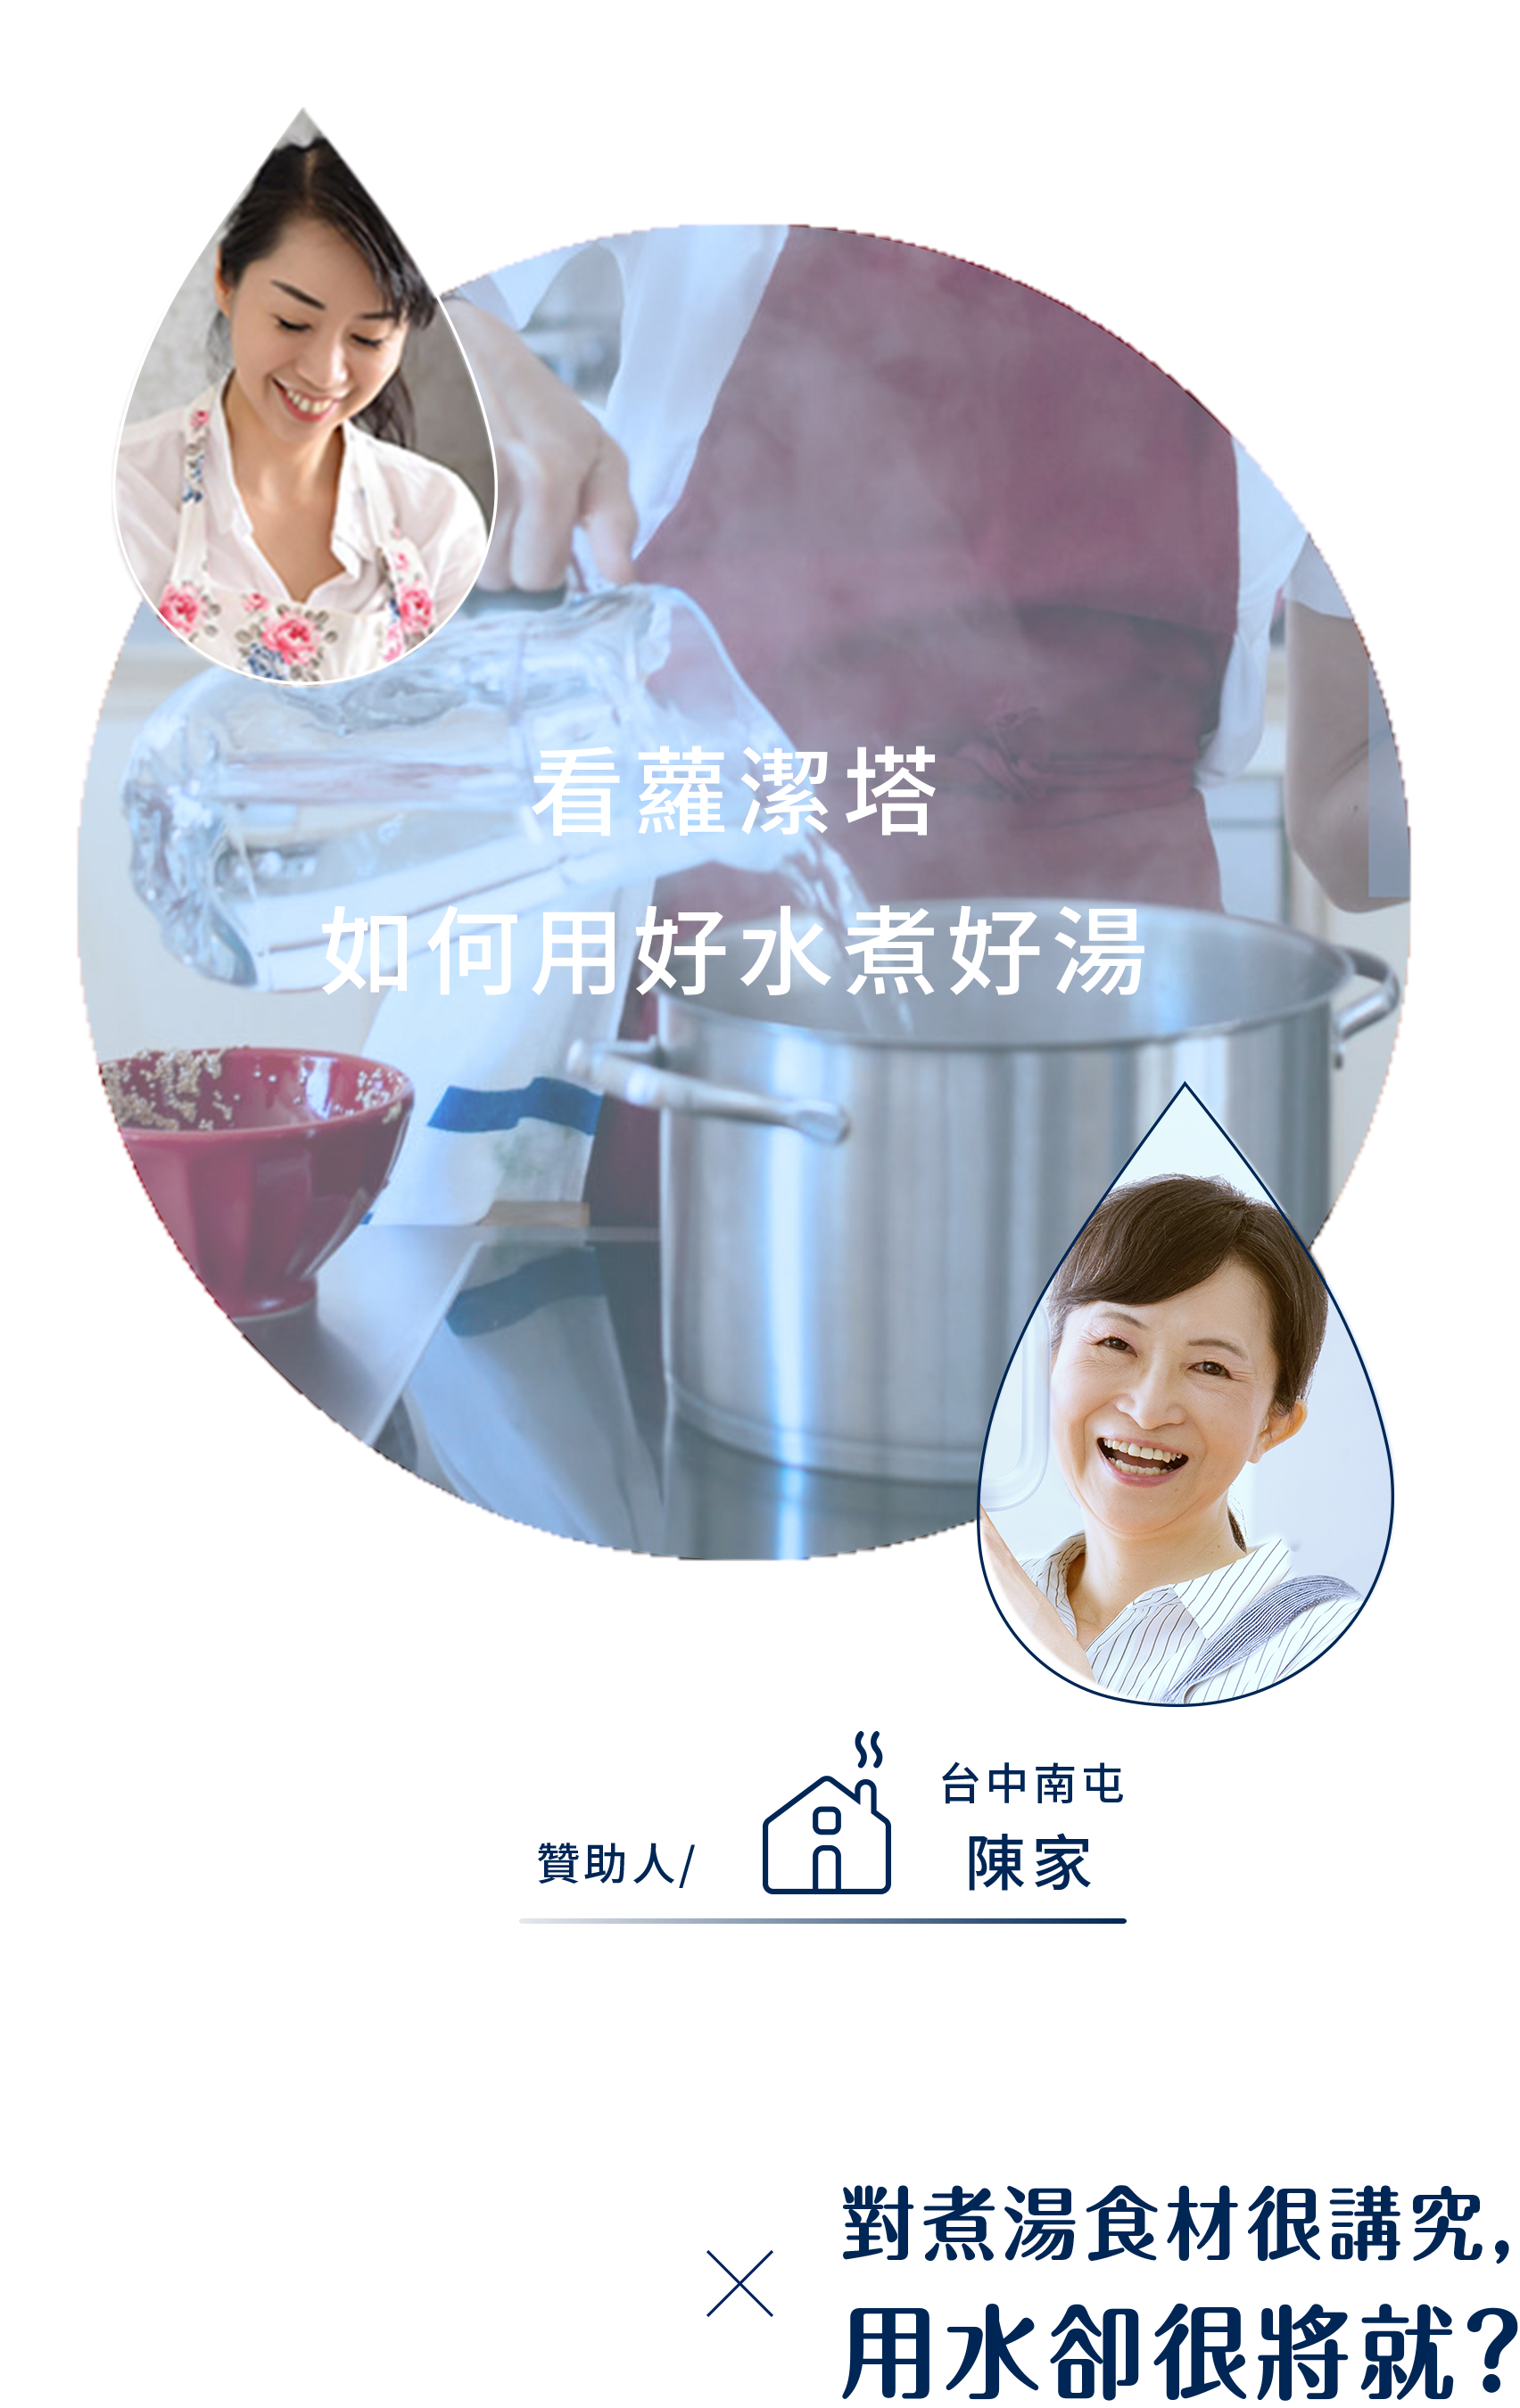 看蘿潔塔
如何用好水煮好湯
台中南屯
贊助人/
陳家
對煮湯食材很講究,
用水卻很將就?